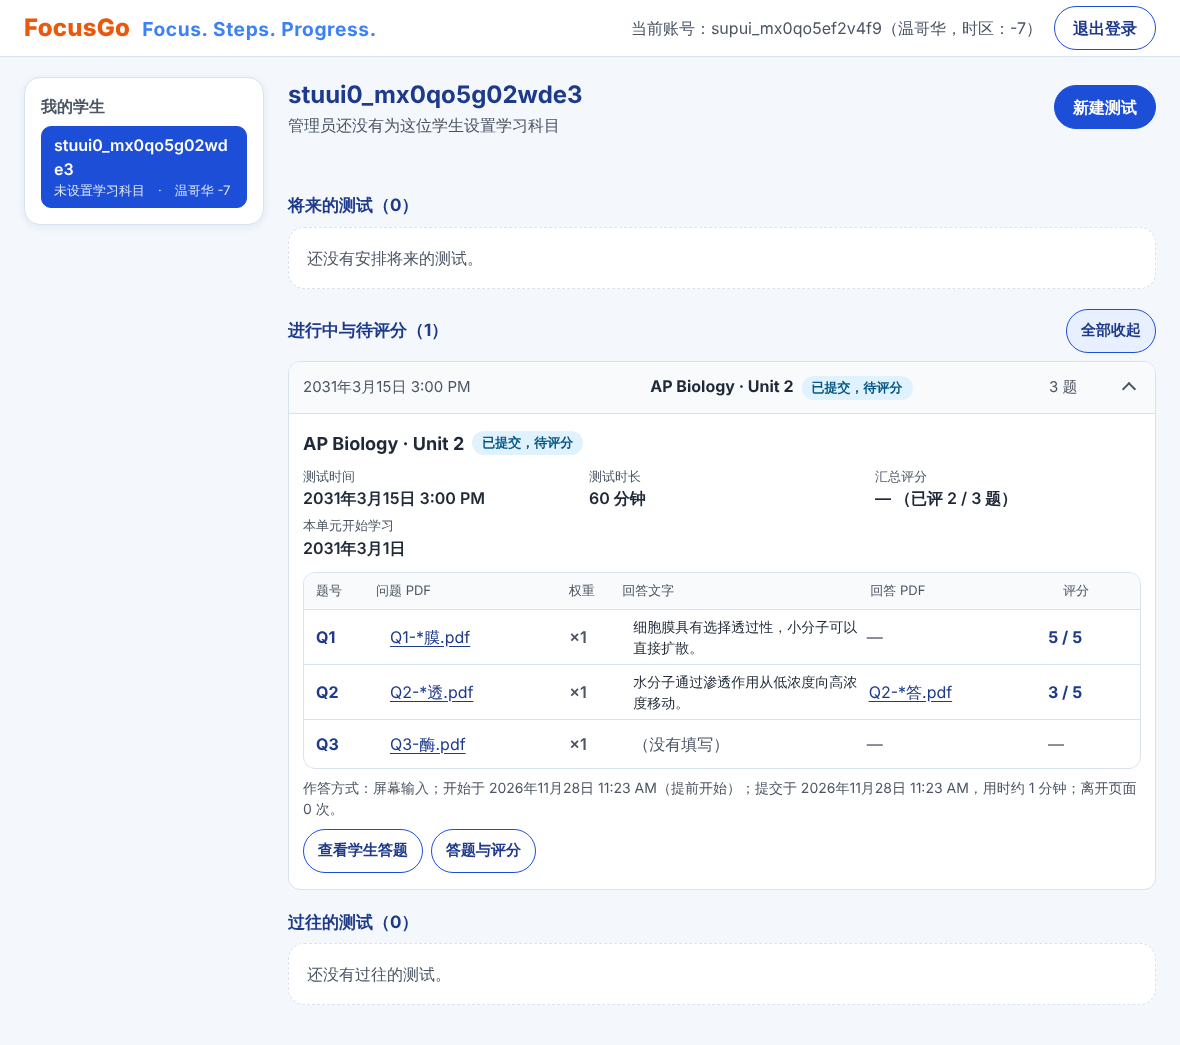 FocusGo Focus. Steps. Progress.
当前账号：supui_mx0qo5ef2v4f9（温哥华，时区：-7）
退出登录
我的学生
stuui0_mx0qo5g02wd
e3
未设置学习科目 · 温哥华 -7
stuui0_mx0qo5g02wde3
管理员还没有为这位学生设置学习科目
新建测试
将来的测试（0）
还没有安排将来的测试。
进行中与待评分（1）
全部收起
2031年3月15日 3:00 PM
AP Biology · Unit 2 已提交，待评分
3 题
AP Biology · Unit 2 已提交，待评分
测试时间 测试时长 汇总评分
2031年3月15日 3:00 PM 60 分钟 — （已评 2 / 3 题）
本单元开始学习
2031年3月1日
题号 问题 PDF 权重 回答文字 回答 PDF 评分
Q1 Q1-*膜.pdf ×1 细胞膜具有选择透过性，小分子可以 — 5 / 5
直接扩散。
Q2 Q2-*透.pdf ×1 水分子通过渗透作用从低浓度向高浓 Q2-*答.pdf 3 / 5
度移动。
Q3 Q3-酶.pdf ×1 （没有填写） — —
作答方式：屏幕输入；开始于 2026年11月28日 11:23 AM（提前开始）；提交于 2026年11月28日 11:23 AM，用时约 1 分钟；离开页面
0 次。
查看学生答题 答题与评分
过往的测试（0）
还没有过往的测试。